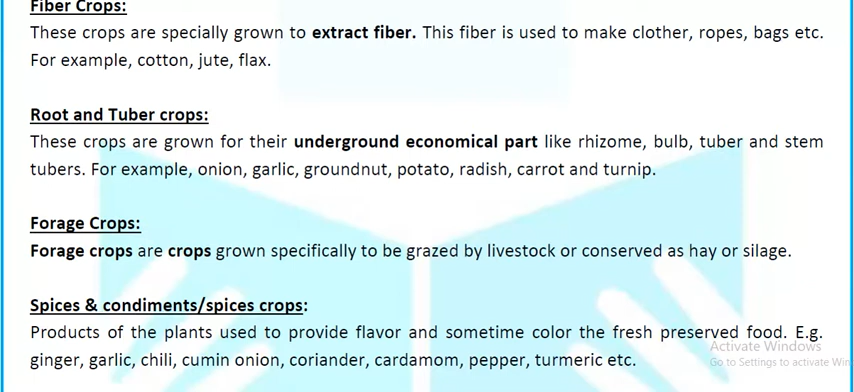 Fiber Crops:
These crops are specially grown to extract fiber. This fiber is used to make clother, ropes, bags etc.
For example, cotton, jute, flax.
Root and Tuber crops:
These crops are grown for their underground economical part like rhizome, bulb, tuber and stem
tubers. For example, onion, garlic, groundnut, potato, radish, carrot and turnip.
Forage Crops:
Forage crops are crops grown specifically to be grazed by livestock or conserved as hay or silage.
Spices & condiments/spices crops:
Products of the plants used to provide flavor and sometime color the fresh preserved food. E.g.
ginger, garlic, chili, cumin onion, coriander, cardamom, pepper, turmeric etc.
Activate Windows
Go to Settings to activate Win